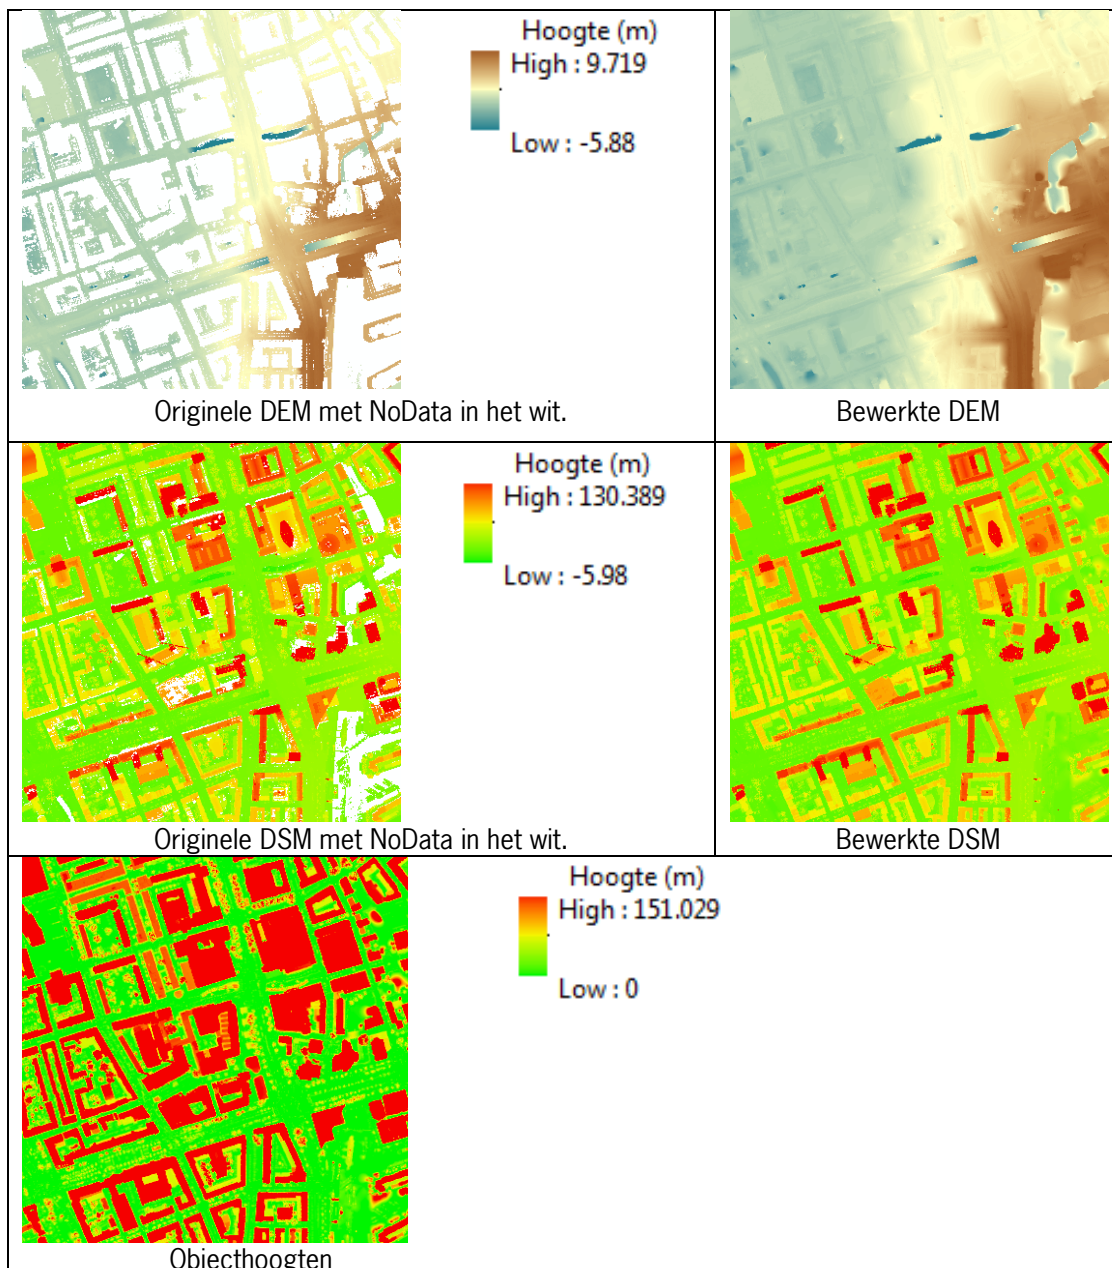 Hoogte (m)
High : 9.719
Low : -5.88
Originele DEM met NoData in het wit.
Bewerkte DEM
Hoogte (m)
High : 130.389
Low : -5.98
Originele DSM met NoData in het wit.
Bewerkte DSM
Hoogte (m)
High : 151.029
Low : 0
Objecthoogten